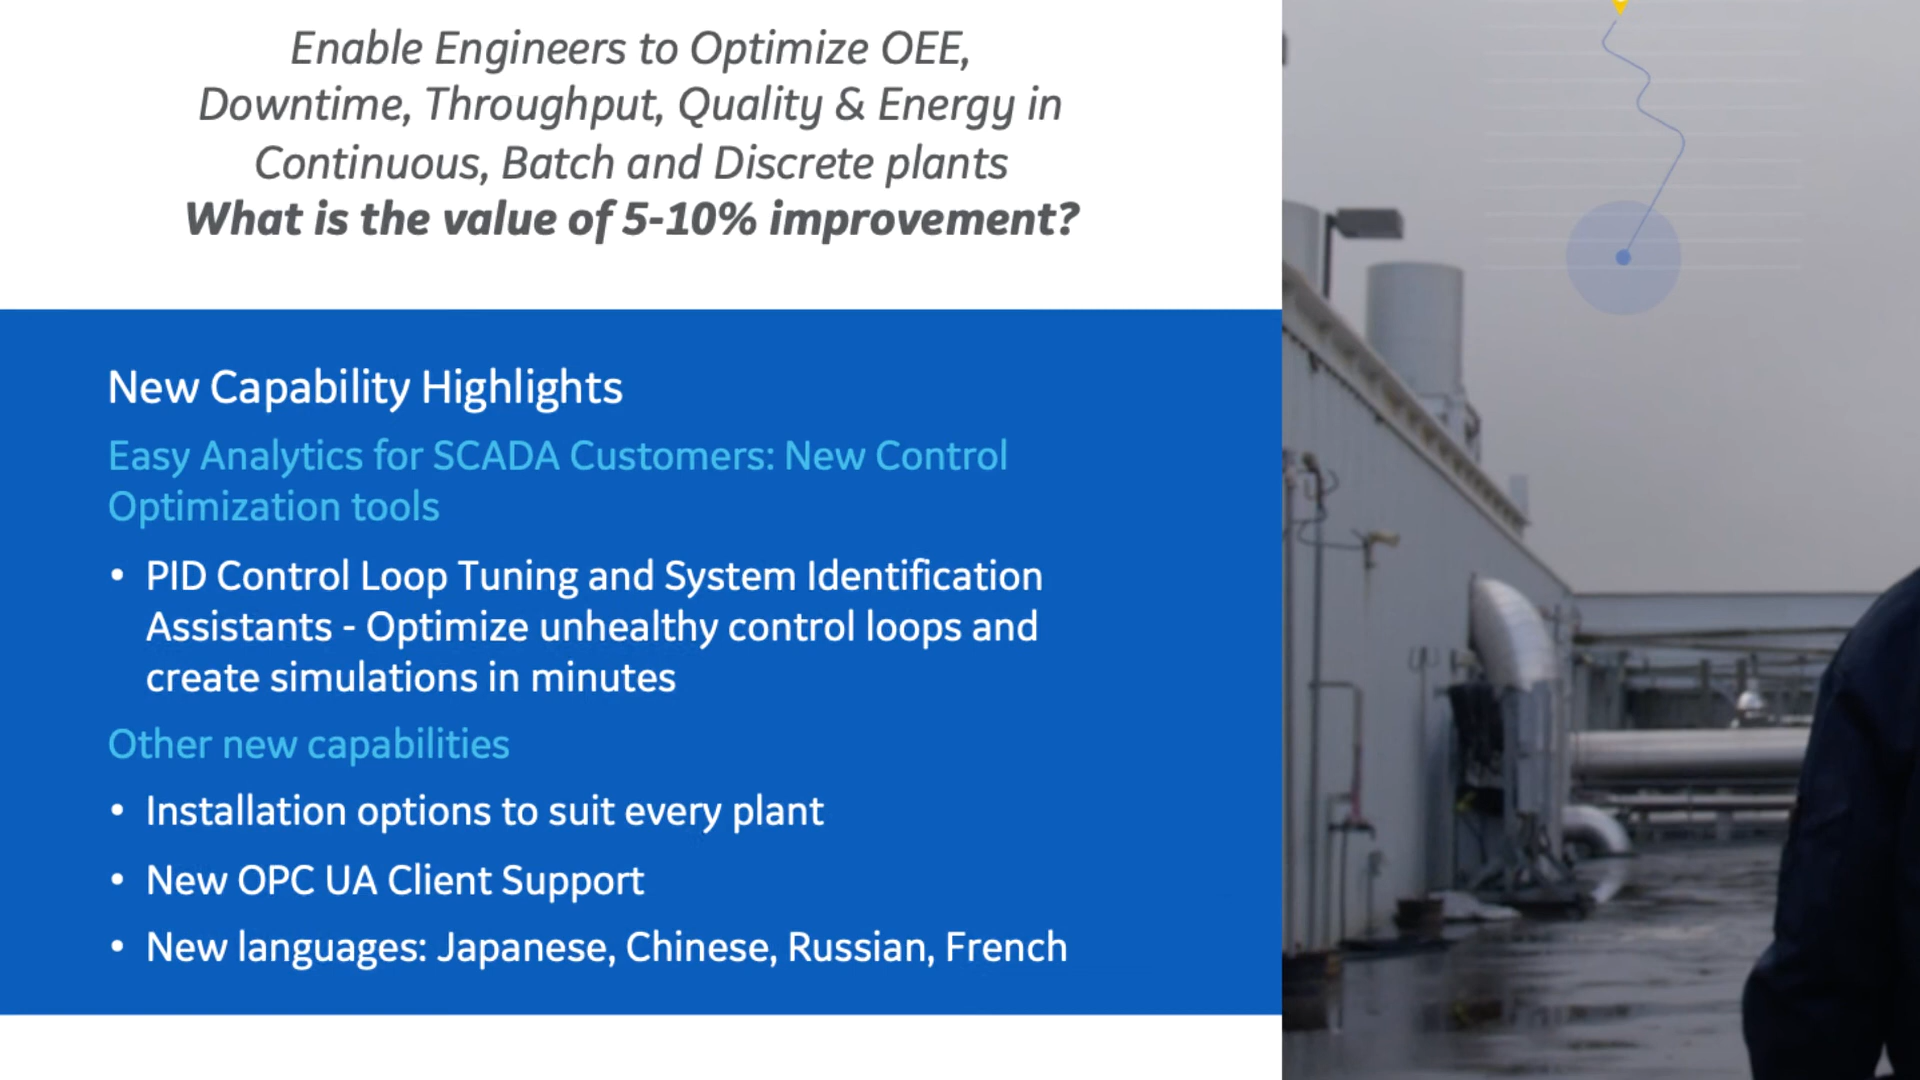 Enable Engineers to Optimize OEE,
Downtime, Throughput, Quality & Energy in
Continuous, Batch and Discrete plants
What is the value of 5-10% improvement?
New Capability Highlights
Easy Analytics for SCADA Customers: New Control
Optimization tools
• PID Control Loop Tuning and System Identification
Assistants - Optimize unhealthy control loops and
create simulations in minutes
Other new capabilities
• Installation options to suit every plant
• New OPC UA Client Support
• New languages: Japanese, Chinese, Russian, French